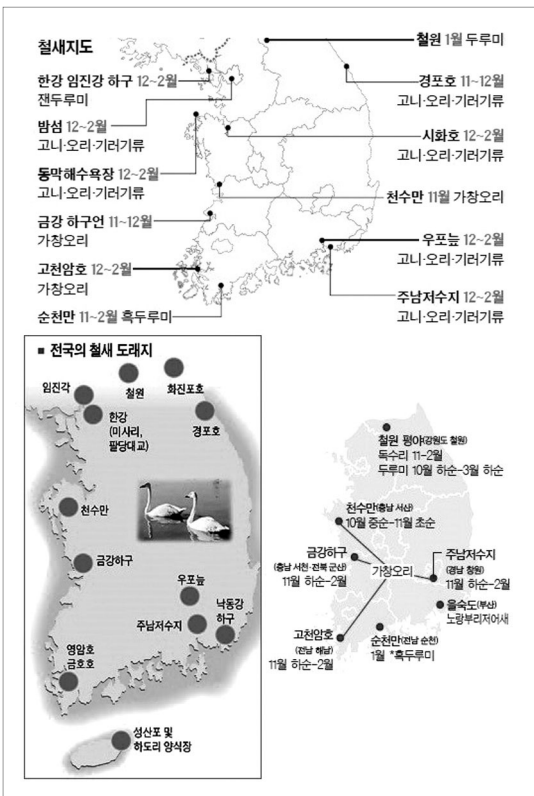 철새지도
한강 임진강 하구 12~2월
잰두루미
밤섬 12~2월
고니·오리·기러기류
통막해수욕장 12~2월
고니·오리·기러기류
금강 하구언 11~12월
가창오리
고천암호 12~2월
가창오리
순천만 11~2월 흑두루미
철원 1월 두루미
경포호 11~12월
고니·오리·기러기류
시화호 12~2월
고니·오리·기러기류
천수만 11월 가창오리
우포늪 12~2월
고니·오리·기러기류
주남저수지 12~2월
고니·오리·기러기류
■ 전국의 철새 도래지
임진각
철원
화진포호
한강
(미사리,
팔당대교)
경포호
천수만
금강하구
우포늪
낙동강
하구
주남저수지
영암호
금호호
성산포 및
하도리 양식장
철원 평야(강원도 철원)
독수리 11-2월
두루미 10월 하순-3월 하순
천수만(충남 서산)
10월 중순-11월 초순
금강하구
(충남 서천·전북 군산)
11월 하순-2월
가창오리
주남저수지
(경남 창원)
11월 하순-2월
을숙도(부산)
노랑부리저어새
고천암호
(전남 해남)
11월 하순-2월
순천만(전남 순천)
1월 *흑두루미